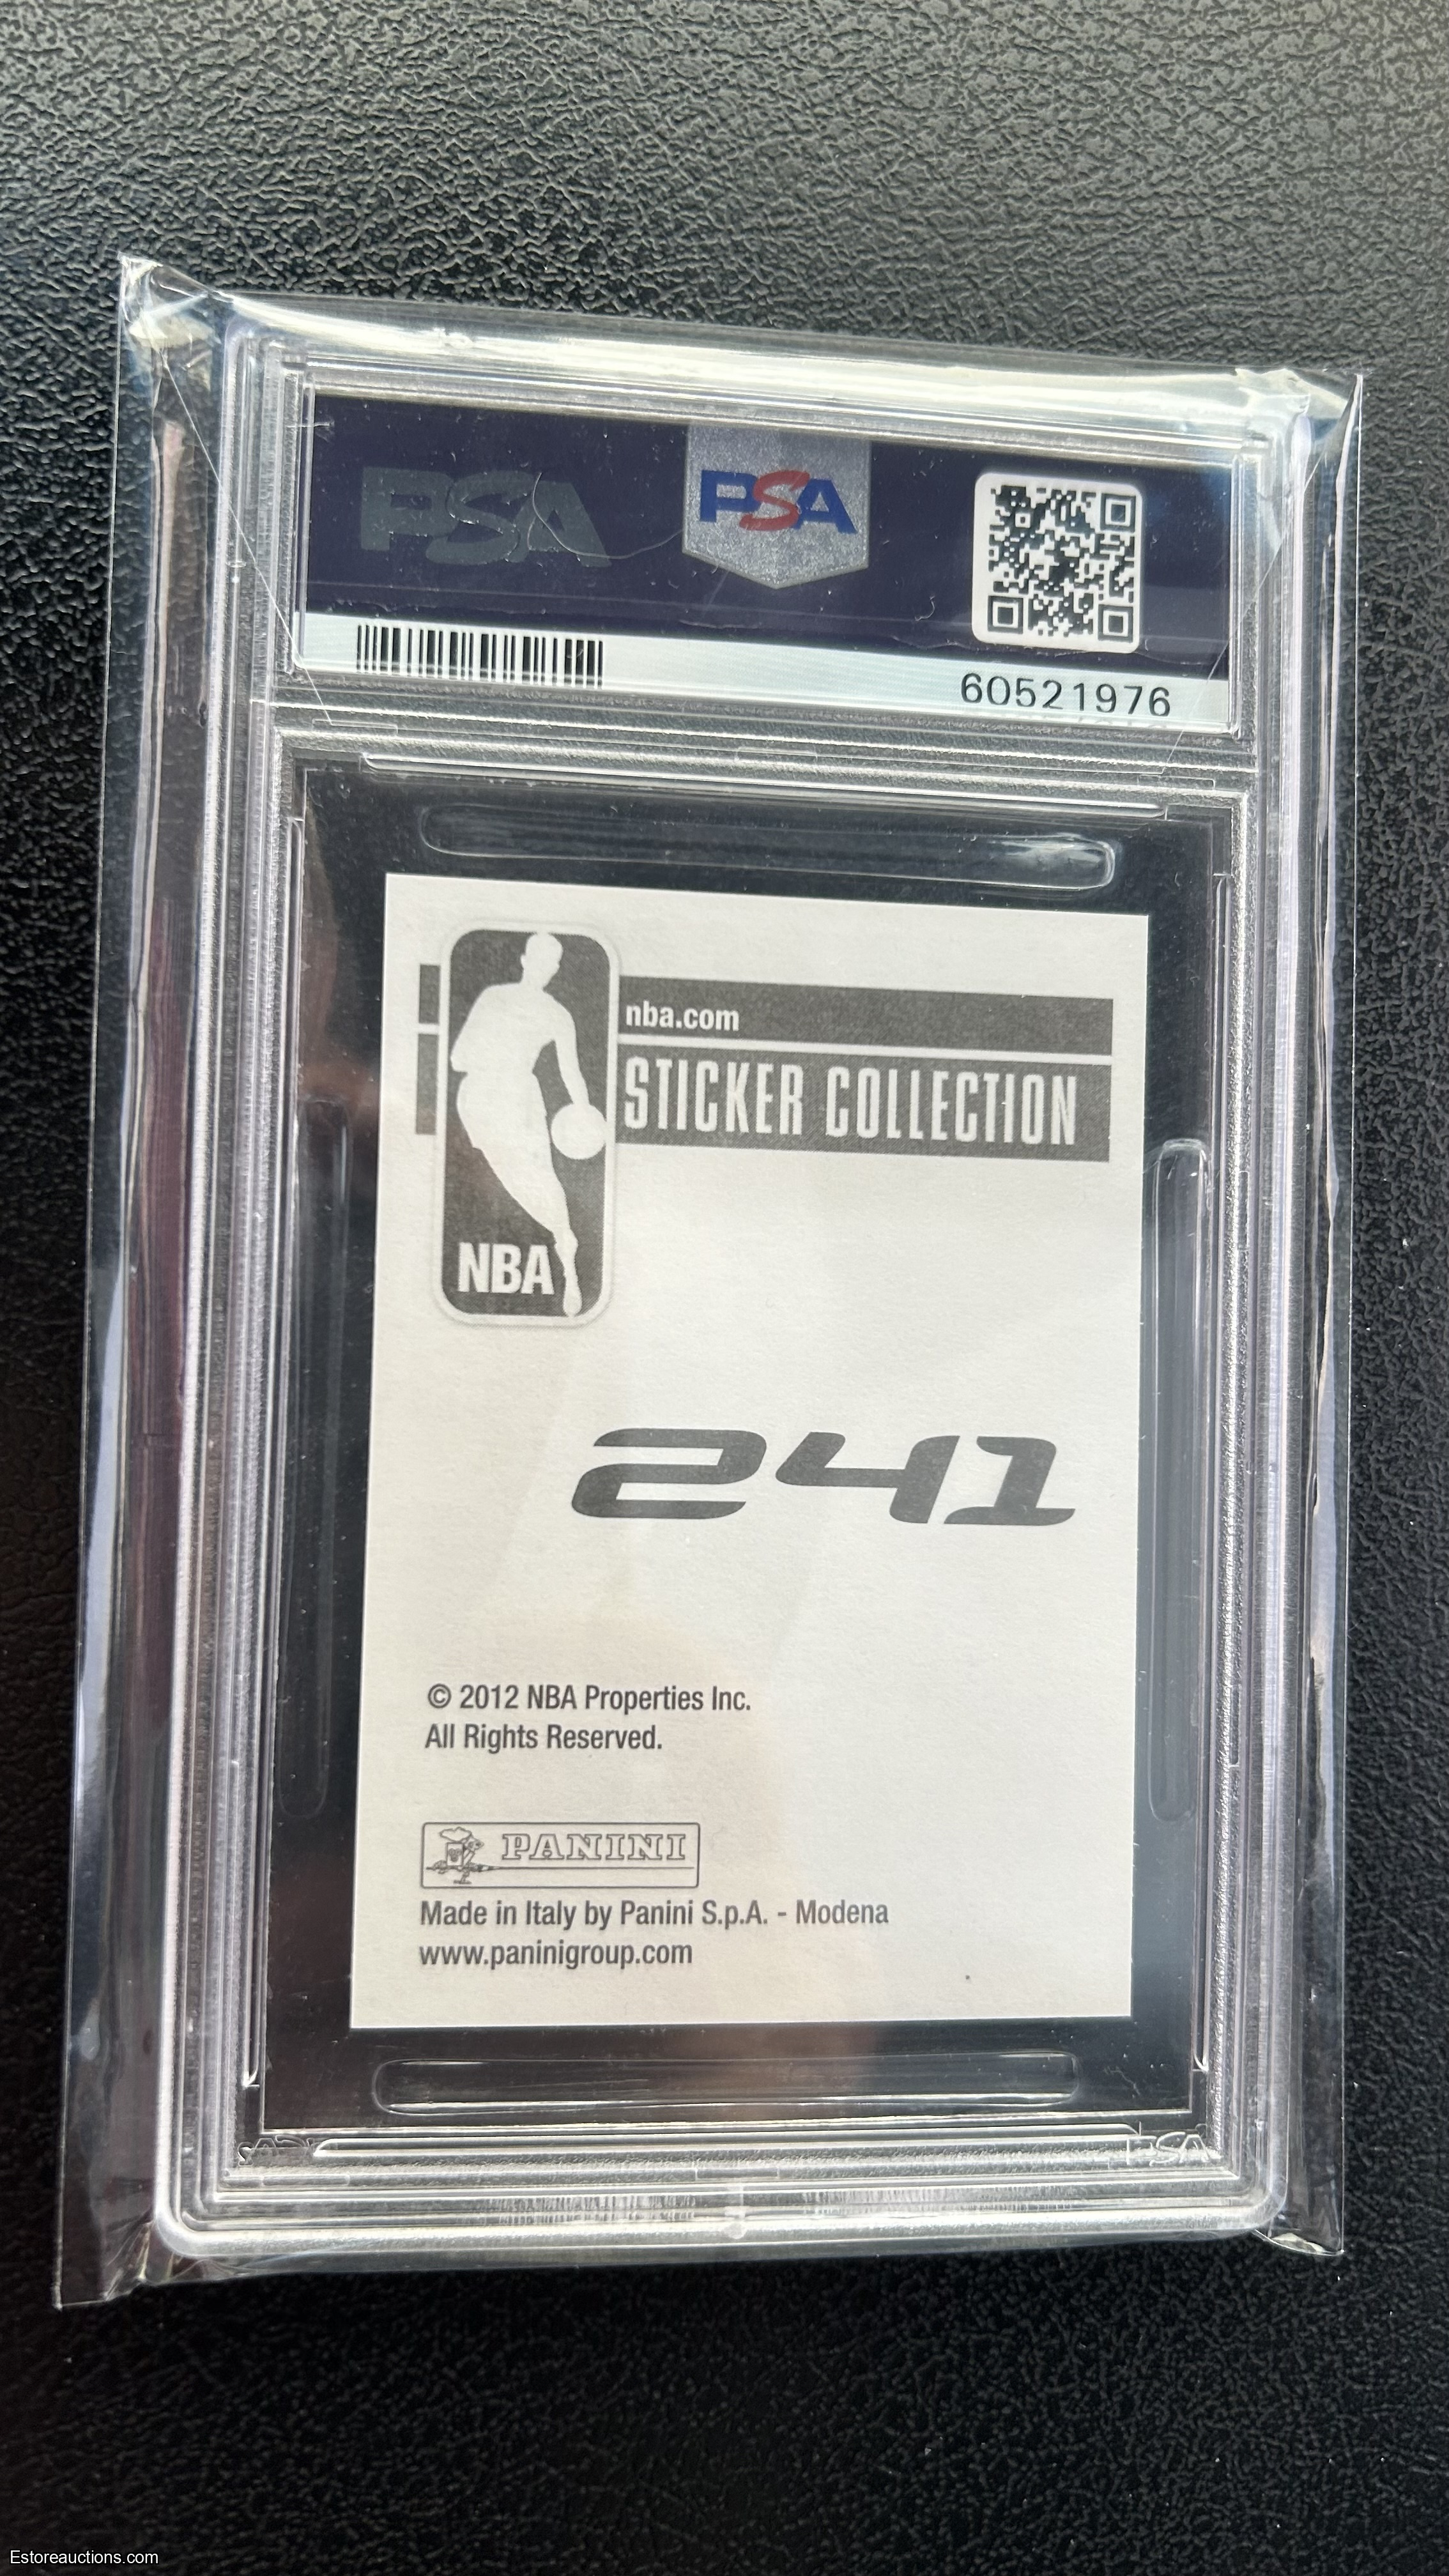 PSA
PSA
60521976
nba.com
STICKER COLLECTION
NBA
241
© 2012 NBA Properties Inc.
All Rights Reserved.
PANINI
Made in Italy by Panini S.p.A. - Modena
www.paninigroup.com
PSA
Estoreauctions.com